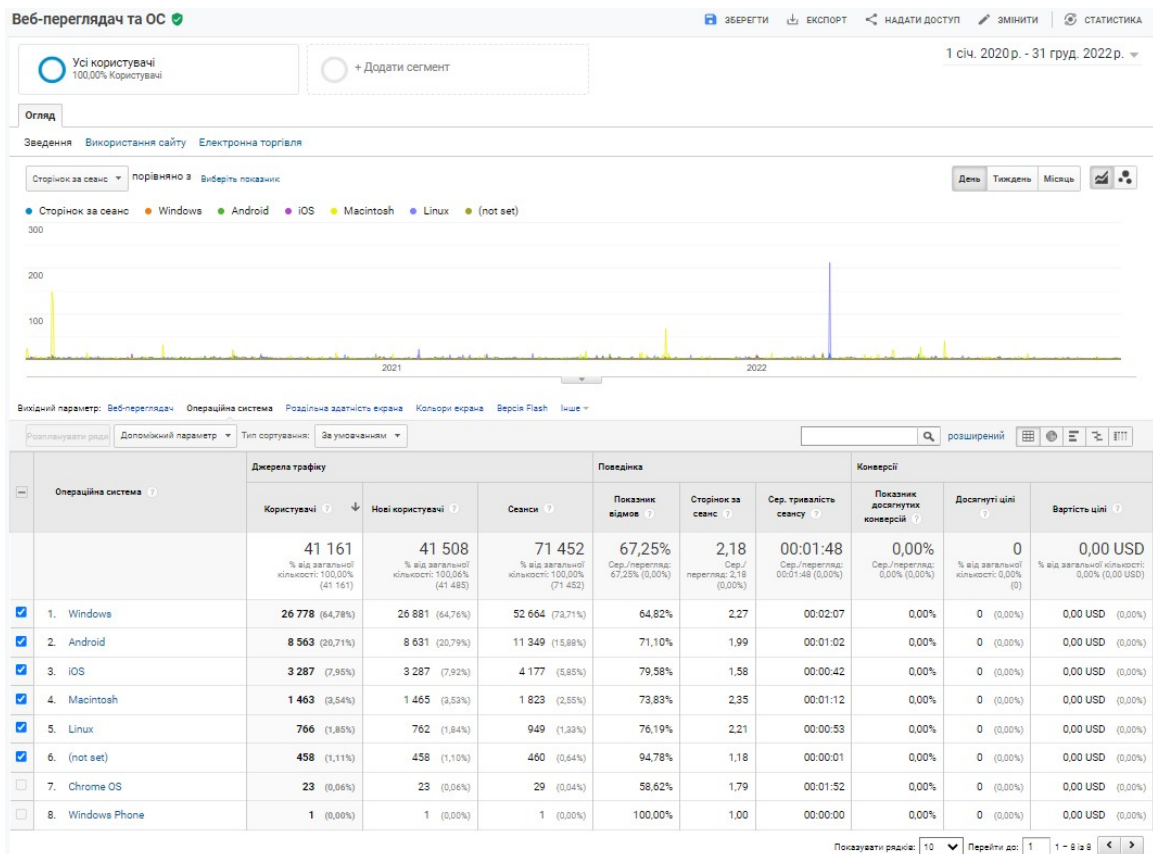 Веб-переглядач та ОС
ЗБЕРЕГТИ ЕКСПОРТ НАДАТИ ДОСТУП ЗМІНИТИ СТАТИСТИКА
Усі користувачі
100,00% Користувачі
+ Додати сегмент
1 січ. 2020 р. - 31 груд. 2022 р.
Огляд
Зведення Використання сайту Електронна торгівля
Сторінок за сеанс порівняно з Виберіть показник
День Тиждень Місяць
Сторінок за сеанс Windows Android iOS Macintosh Linux (not set)
300
200
100
2021 2022
Вихідний параметр: Веб-переглядач Операційна система Роздільна здатність екрана Кольори екрана Версія Flash Інше
Розпланувати ряди Допоміжний параметр Тип сортування: За умовчанням розширений
Джерела трафіку Поведінка Конверсії
Операційна система Користувачі Нові користувачі Сеанси Показник відмов Сторінок за сеанс Сер. тривалість сеансу Показник досягнутих конверсій Досягнуті цілі Вартість цілі
41 161 41 508 71 452 67,25% 2,18 00:01:48 0,00% 0 0,00 USD
% від загальної кількості: 100,00% (41 161) % від загальної кількості: 100,06% (41 485) % від загальної кількості: 100,00% (71 452) Сер./перегляд: 67,25% (0,00%) Сер./перегляд: 2,18 (0,00%) Сер./перегляд: 00:01:48 (0,00%) Сер./перегляд: 0,00% (0,00%) % від загальної кількості: 0,00% (0) % від загальної кількості: 0,00% (0,00 USD)
1. Windows 26 778 (64,78%) 26 881 (64,76%) 52 664 (73,71%) 64,82% 2,27 00:02:07 0,00% 0 (0,00%) 0,00 USD (0,00%)
2. Android 8 563 (20,71%) 8 631 (20,79%) 11 349 (15,88%) 71,10% 1,99 00:01:02 0,00% 0 (0,00%) 0,00 USD (0,00%)
3. iOS 3 287 (7,95%) 3 287 (7,92%) 4 177 (5,85%) 79,58% 1,58 00:00:42 0,00% 0 (0,00%) 0,00 USD (0,00%)
4. Macintosh 1 463 (3,54%) 1 465 (3,53%) 1 823 (2,55%) 73,83% 2,35 00:01:12 0,00% 0 (0,00%) 0,00 USD (0,00%)
5. Linux 766 (1,85%) 762 (1,84%) 949 (1,33%) 76,19% 2,21 00:00:53 0,00% 0 (0,00%) 0,00 USD (0,00%)
6. (not set) 458 (1,11%) 458 (1,10%) 460 (0,64%) 94,78% 1,18 00:00:01 0,00% 0 (0,00%) 0,00 USD (0,00%)
7. Chrome OS 23 (0,06%) 23 (0,06%) 29 (0,04%) 58,62% 1,79 00:01:52 0,00% 0 (0,00%) 0,00 USD (0,00%)
8. Windows Phone 1 (0,00%) 1 (0,00%) 1 (0,00%) 100,00% 1,00 00:00:00 0,00% 0 (0,00%) 0,00 USD (0,00%)
Показувати рядків: 10 Перейти до: 1 1 – 8 із 8